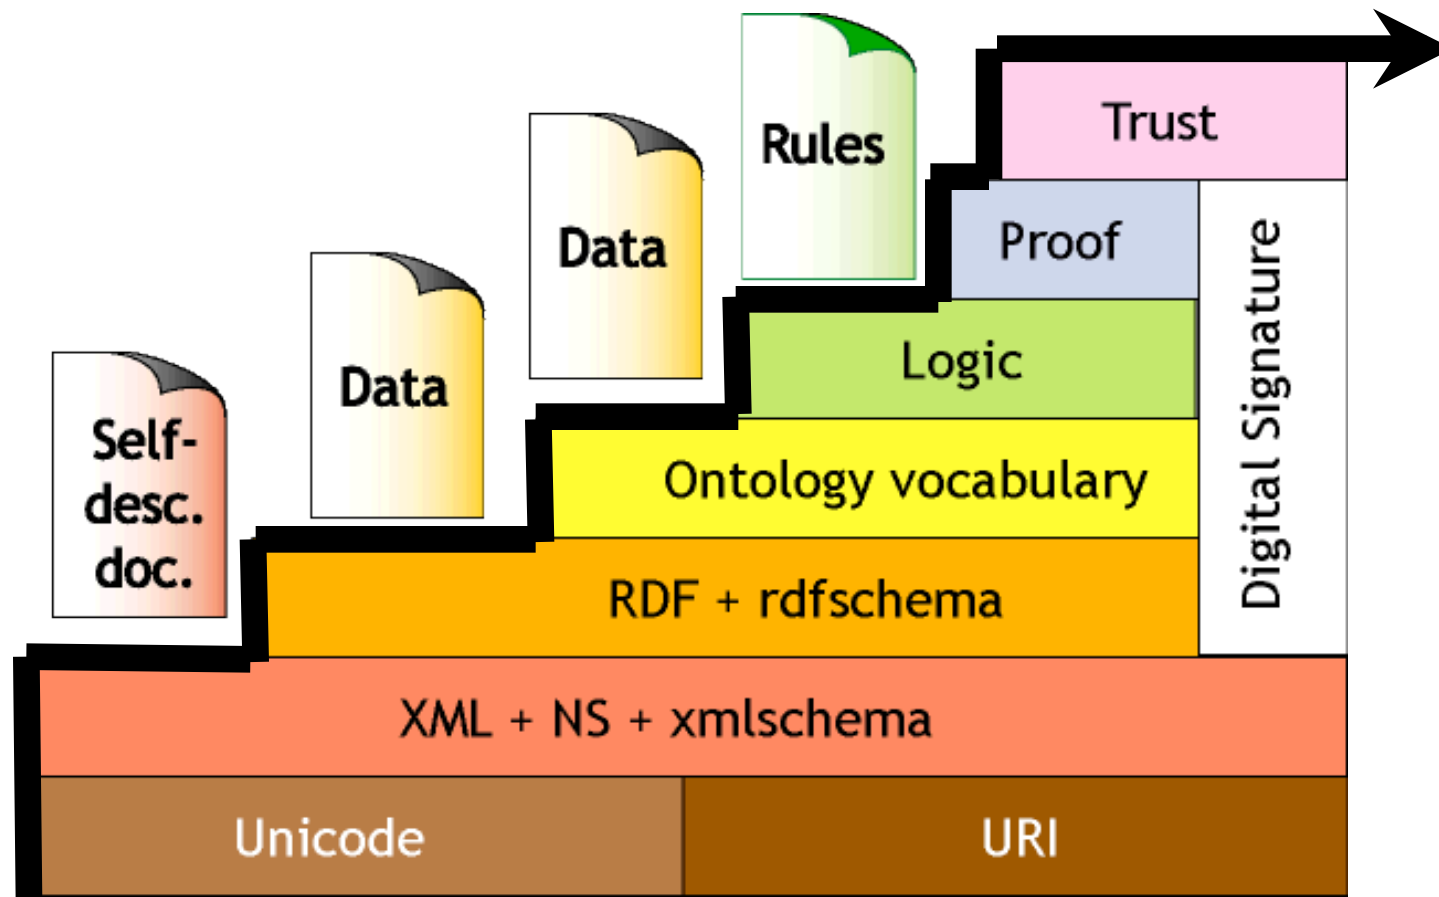 Trust
Rules
Proof
Data
Logic
Digital Signature
Data
Ontology vocabulary
Self-
desc.
doc.
RDF + rdfschema
XML + NS + xmlschema
Unicode
URI